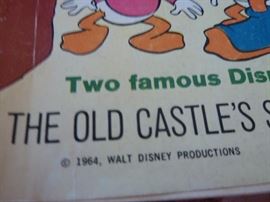 Two famous Dis
THE OLD CASTLE'S S
© 1964, WALT DISNEY PRODUCTIONS